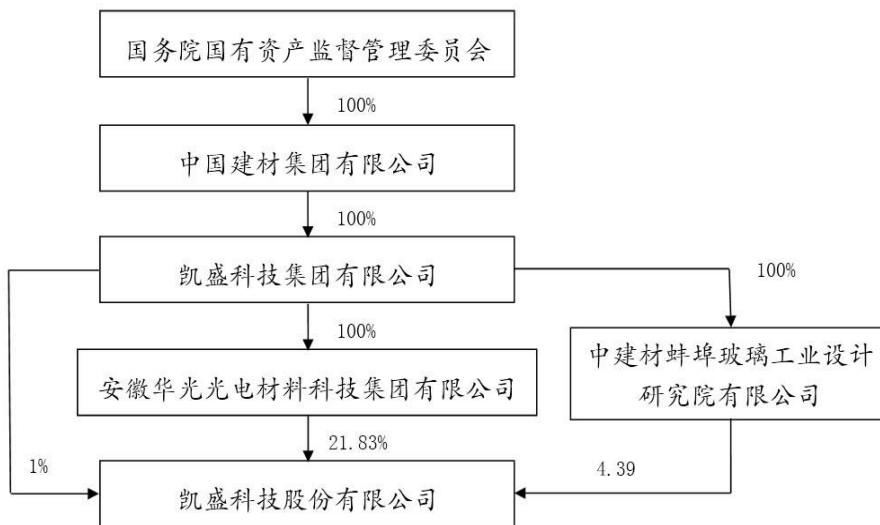 国务院国有资产监督管理委员会
100%
中国建材集团有限公司
100%
凯盛科技集团有限公司
100%
100%
中建材蚌埠玻璃工业设计
研究院有限公司
安徽华光光电材料科技集团有限公司
21.83%
1%
4.39
凯盛科技股份有限公司